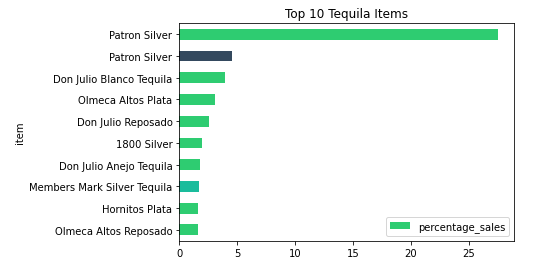 Top 10 Tequila Items
Patron Silver
Patron Silver
Don Julio Blanco Tequila
Olmeca Altos Plata
Don Julio Reposado
1800 Silver
Don Julio Anejo Tequila
Members Mark Silver Tequila
Hornitos Plata
Olmeca Altos Reposado
item
percentage_sales
0 5 10 15 20 25